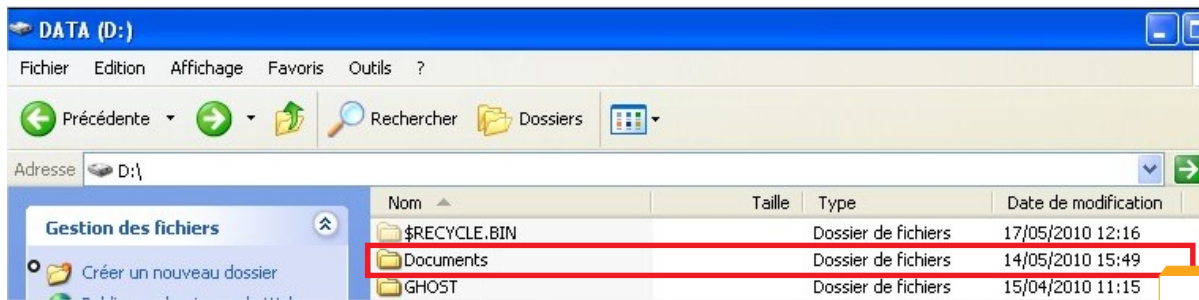 DATA (D:)
Fichier Edition Affichage Favoris Outils ?
Précédente Rechercher Dossiers
Adresse D:\
Nom Taille Type Date de modification
Gestion des fichiers
$RECYCLE.BIN Dossier de fichiers 17/05/2010 12:16
Documents Dossier de fichiers 14/05/2010 15:49
Créer un nouveau dossier
GHOST Dossier de fichiers 15/04/2010 11:15